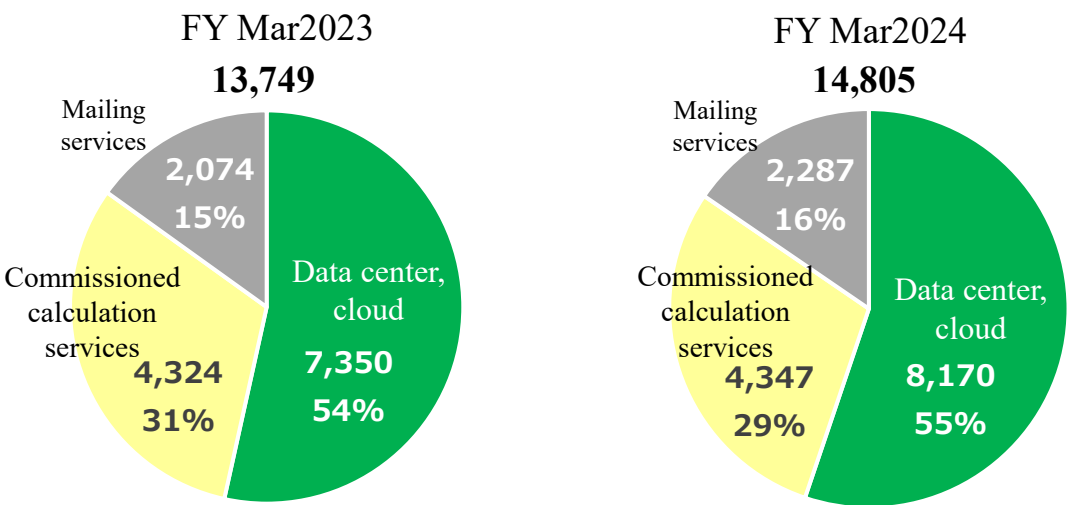 FY Mar2023
13,749
Mailing
services
2,074
15%
Commissioned
calculation
services
4,324
31%
Data center,
cloud
7,350
54%
FY Mar2024
14,805
Mailing
services
2,287
16%
Commissioned
calculation
services
4,347
29%
Data center,
cloud
8,170
55%